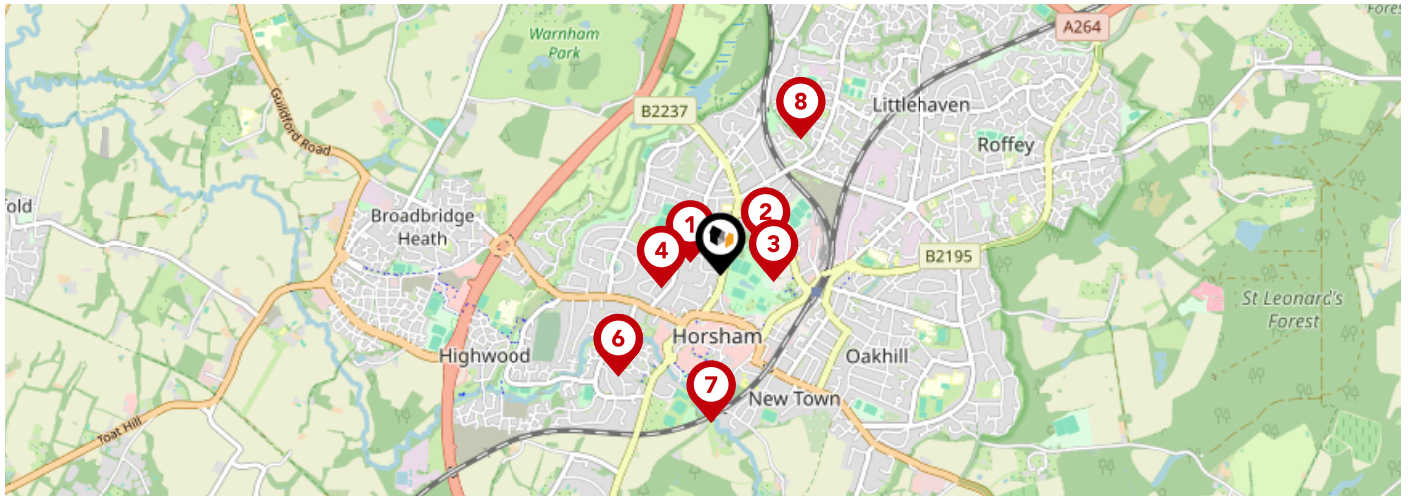 Warnham
Park
A264
Fores
B2237
8
Littlehaven
Guildford Road
Roffey
fold
Broadbridge
Heath
1
2
4
3
B2195
St Leonard's
Forest
6
Horsham
Highwood
Oakhill
7
New Town
Toat Hill